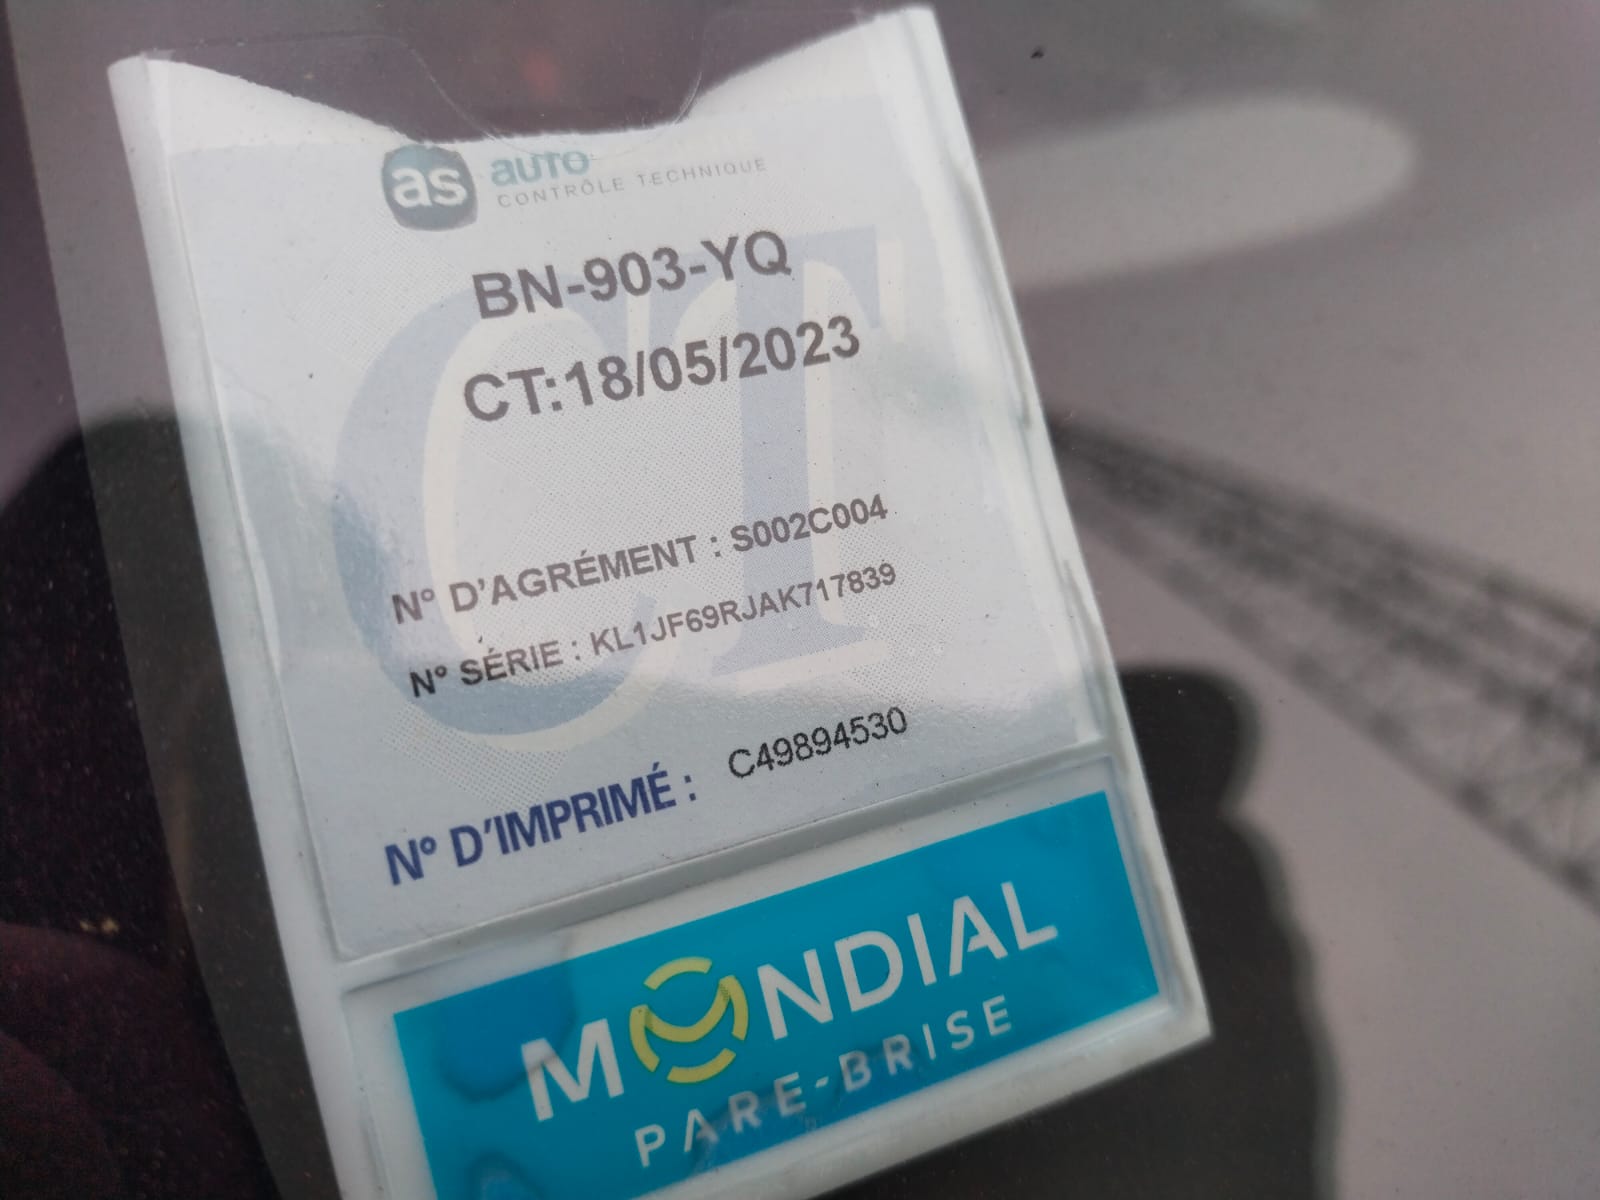 as AUTO
CONTRÔLE TECHNIQUE
BN-903-YQ
CT:18/05/2023
N° D'AGRÉMENT : S002C004
N° SÉRIE : KL1JF69RJAK717839
N° D'IMPRIMÉ : C49894530
CT
MONDIAL
PARE-BRISE